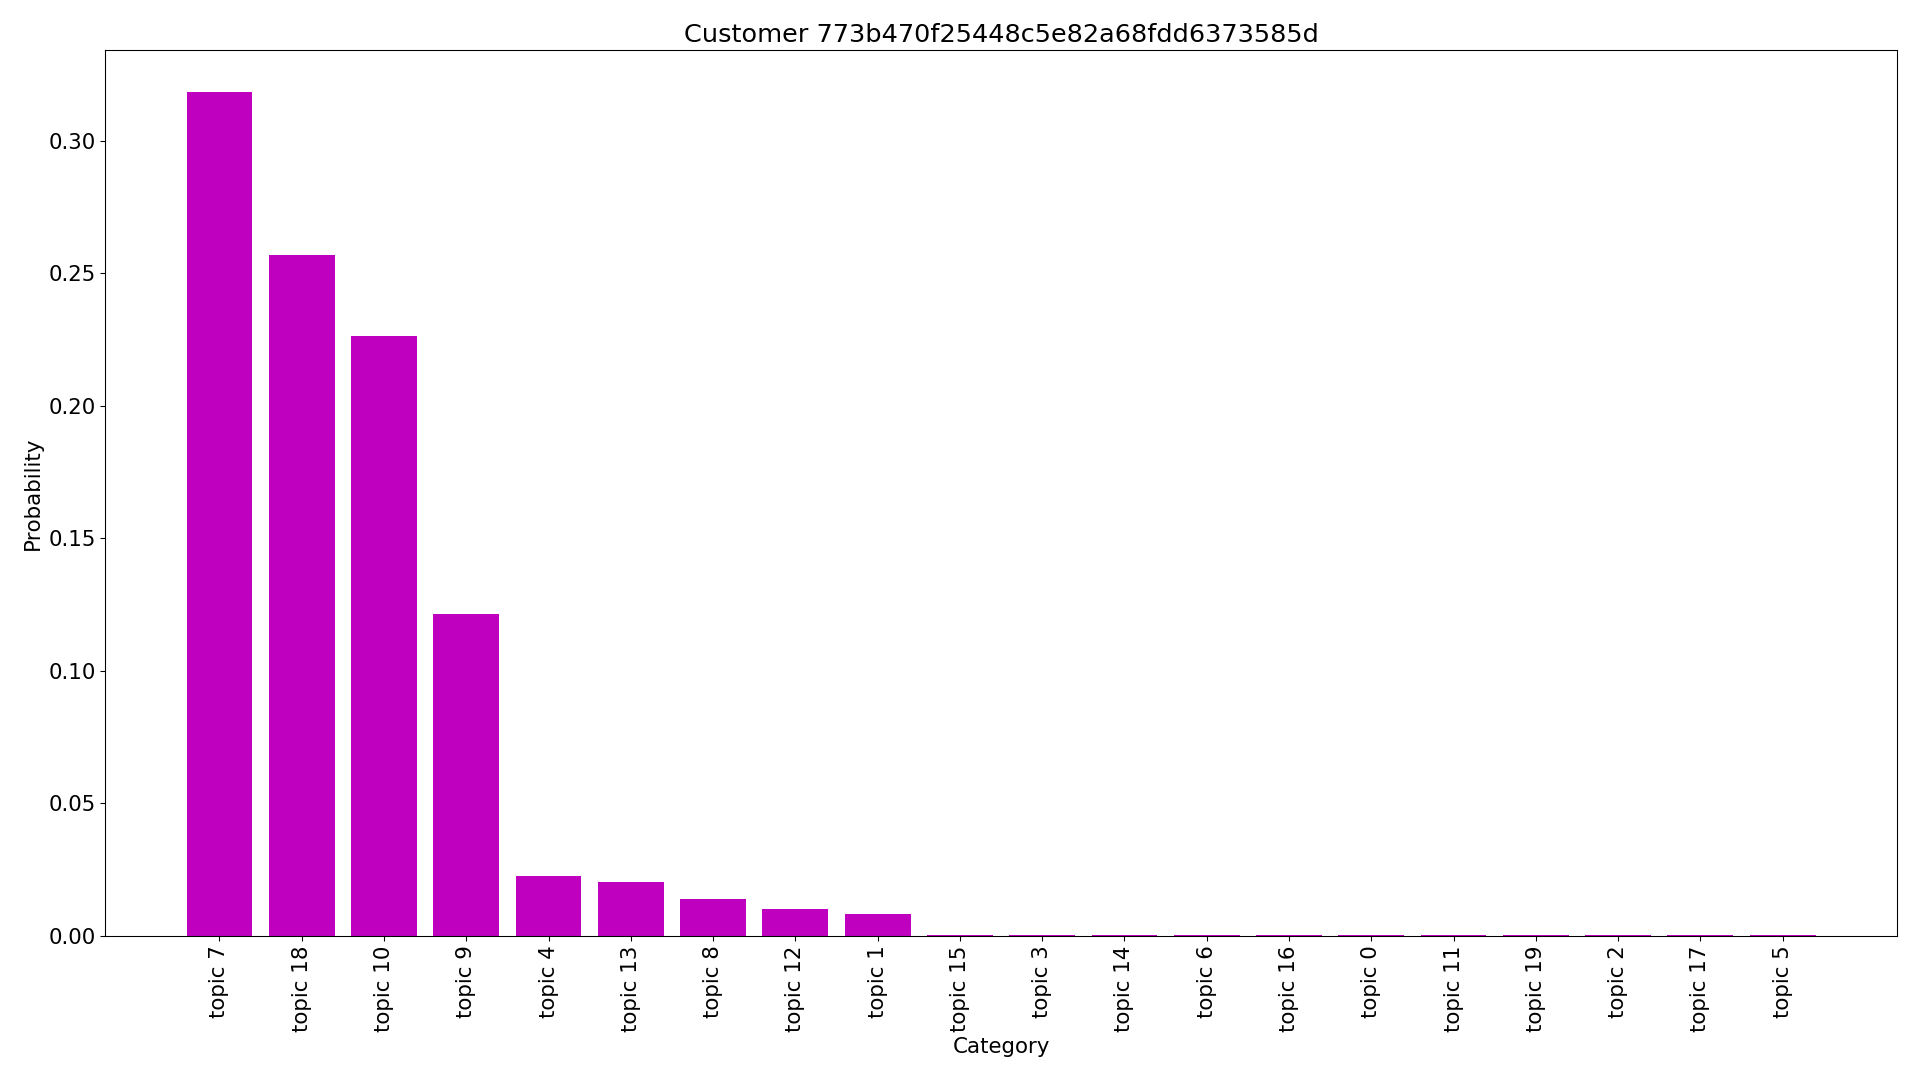 Customer 773b470f25448c5e82a68fdd6373585d
Probability
0.30
0.25
0.20
0.15
0.10
0.05
0.00
topic 7
topic 18
topic 10
topic 9
topic 4
topic 13
topic 8
topic 12
topic 1
topic 15
topic 3
topic 14
topic 6
topic 16
topic 0
topic 11
topic 19
topic 2
topic 17
topic 5
Category